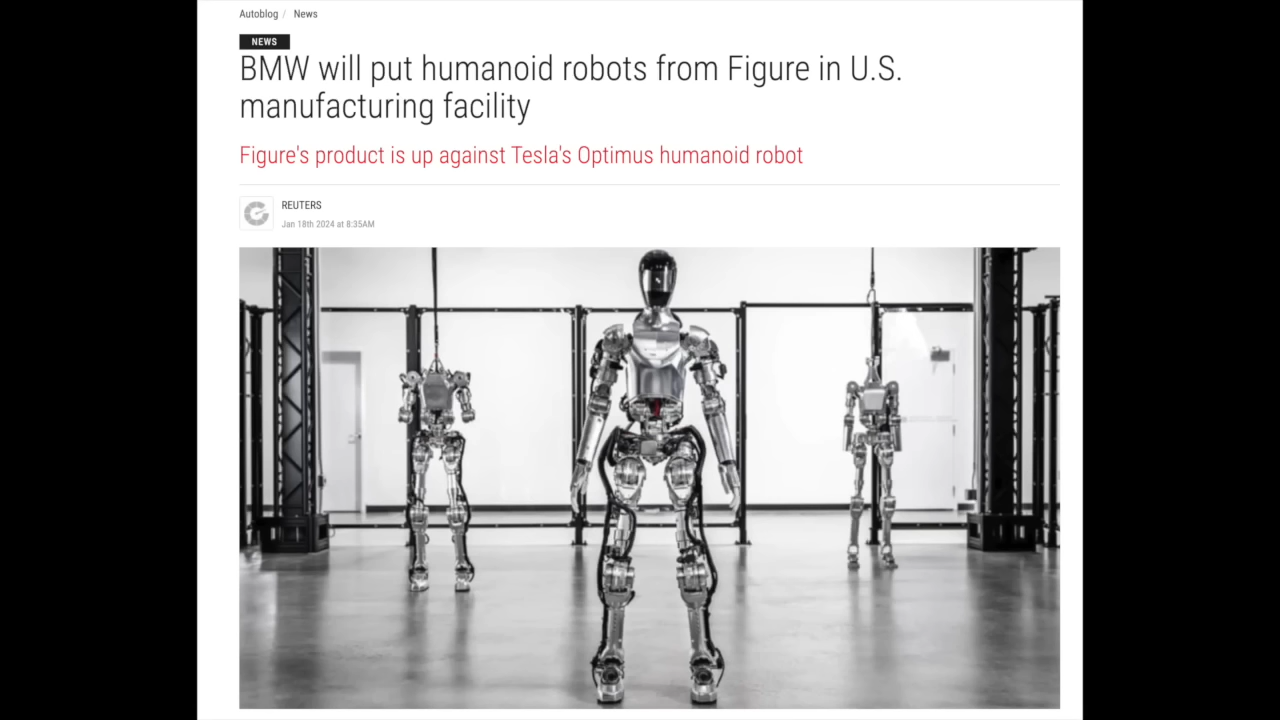 Autoblog / News
NEWS
BMW will put humanoid robots from Figure in U.S.
manufacturing facility
Figure's product is up against Tesla's Optimus humanoid robot
REUTERS
Jan 18th 2024 at 8:35AM